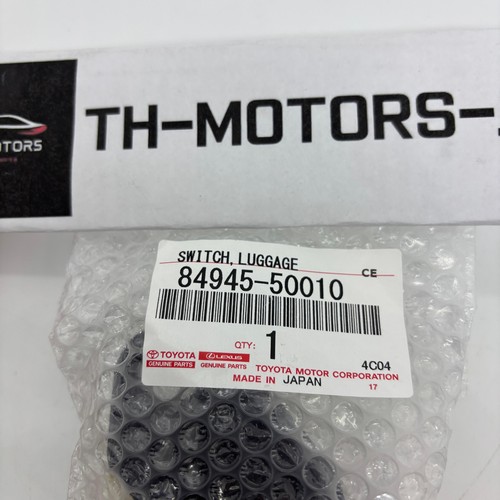 TH-MOTORS-
MOTORS
SWITCH,LUGGAGE
CE
84945-50010
QTY: 1
4C04
TOYOTA
GENUINE PARTS
LEXUS
GENUINE PARTS
TOYOTA MOTOR CORPORATION
MADE IN JAPAN
17